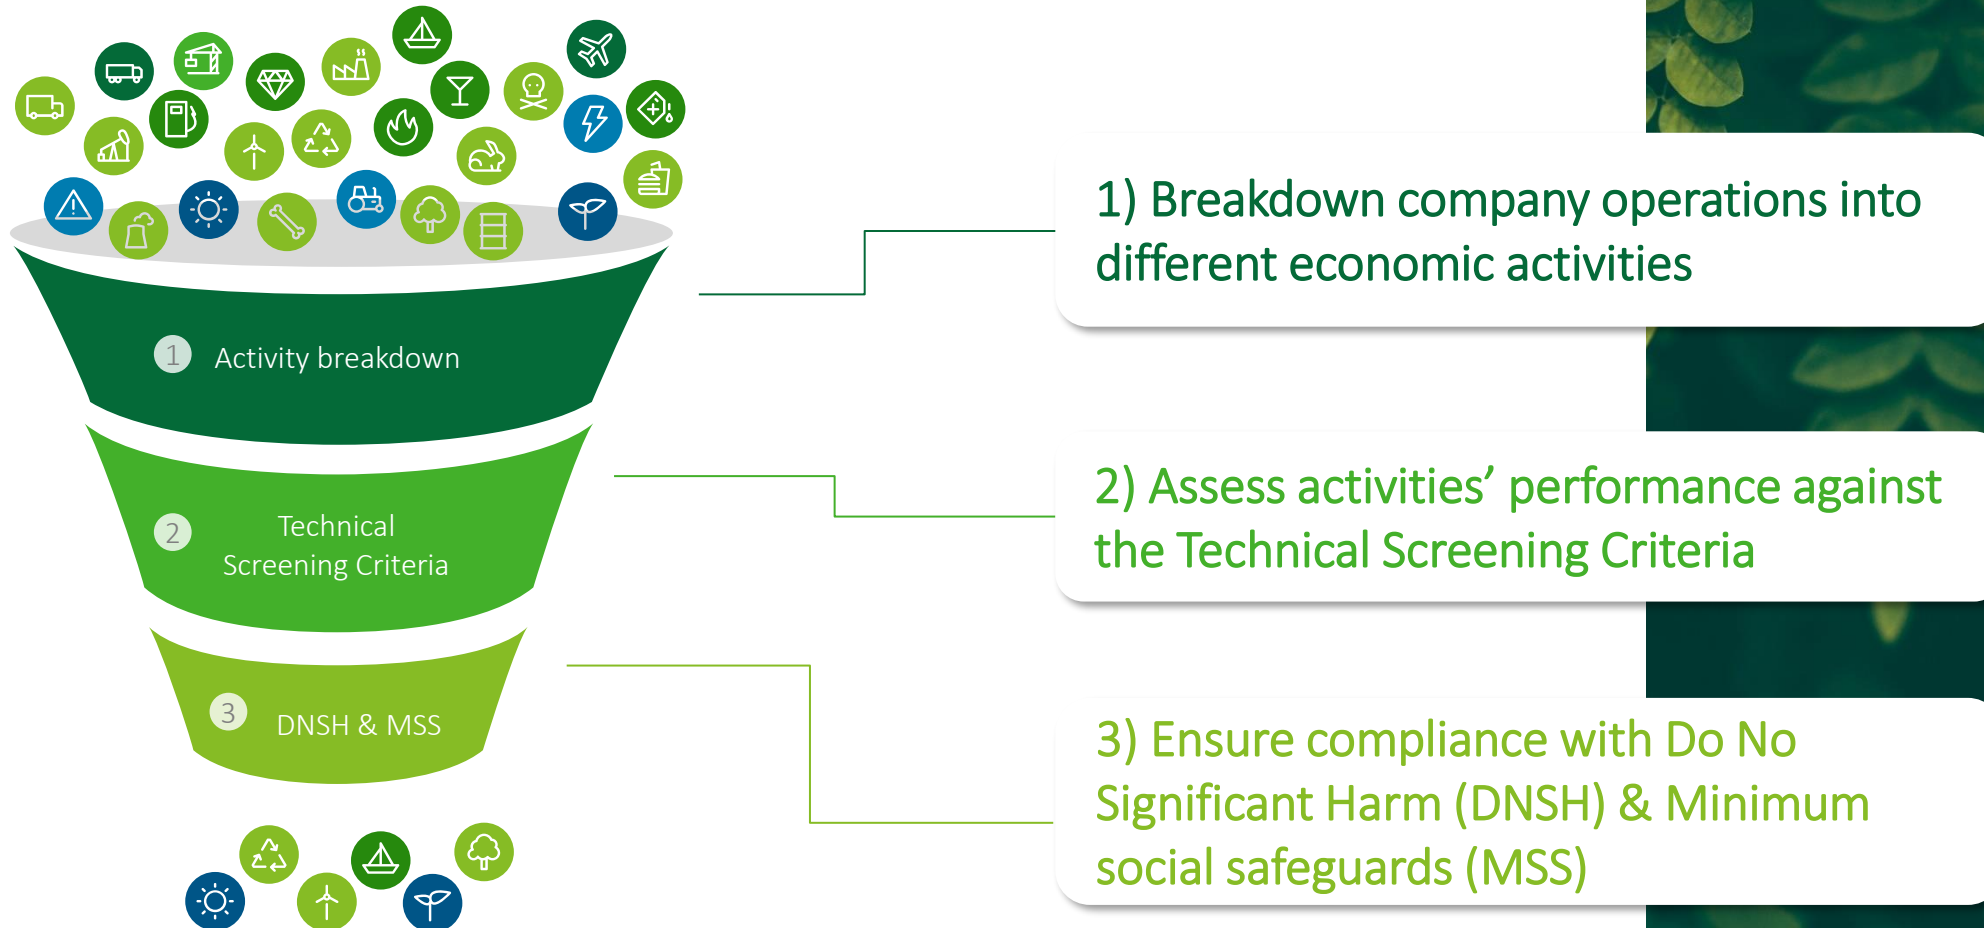 1 Activity breakdown
2 Technical
Screening Criteria
3 DNSH & MSS
1) Breakdown company operations into
different economic activities
2) Assess activities’ performance against
the Technical Screening Criteria
3) Ensure compliance with Do No
Significant Harm (DNSH) & Minimum
social safeguards (MSS)